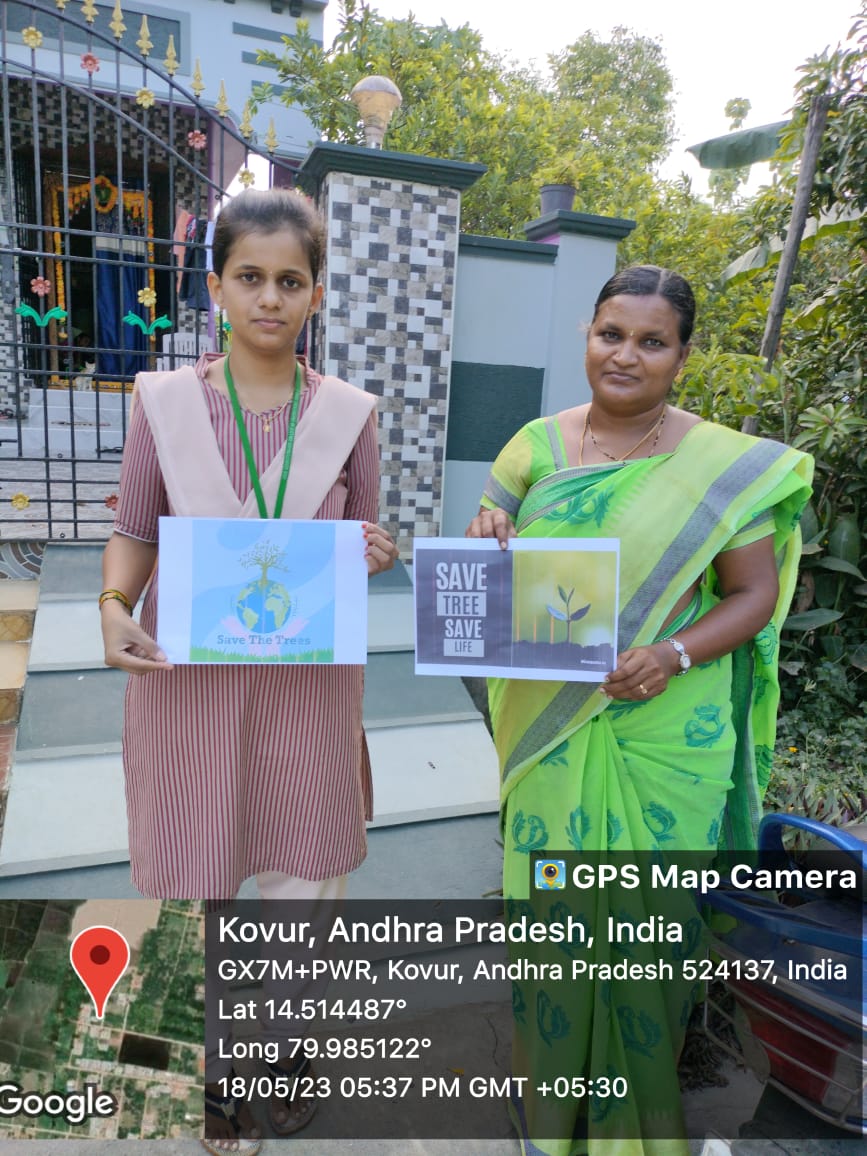 Save The Trees
SAVE
TREE
SAVE
LIFE
GPS Map Camera
Kovur, Andhra Pradesh, India
GX7M+PWR, Kovur, Andhra Pradesh 524137, India
Lat 14.514487°
Long 79.985122°
18/05/23 05:37 PM GMT +05:30
Google